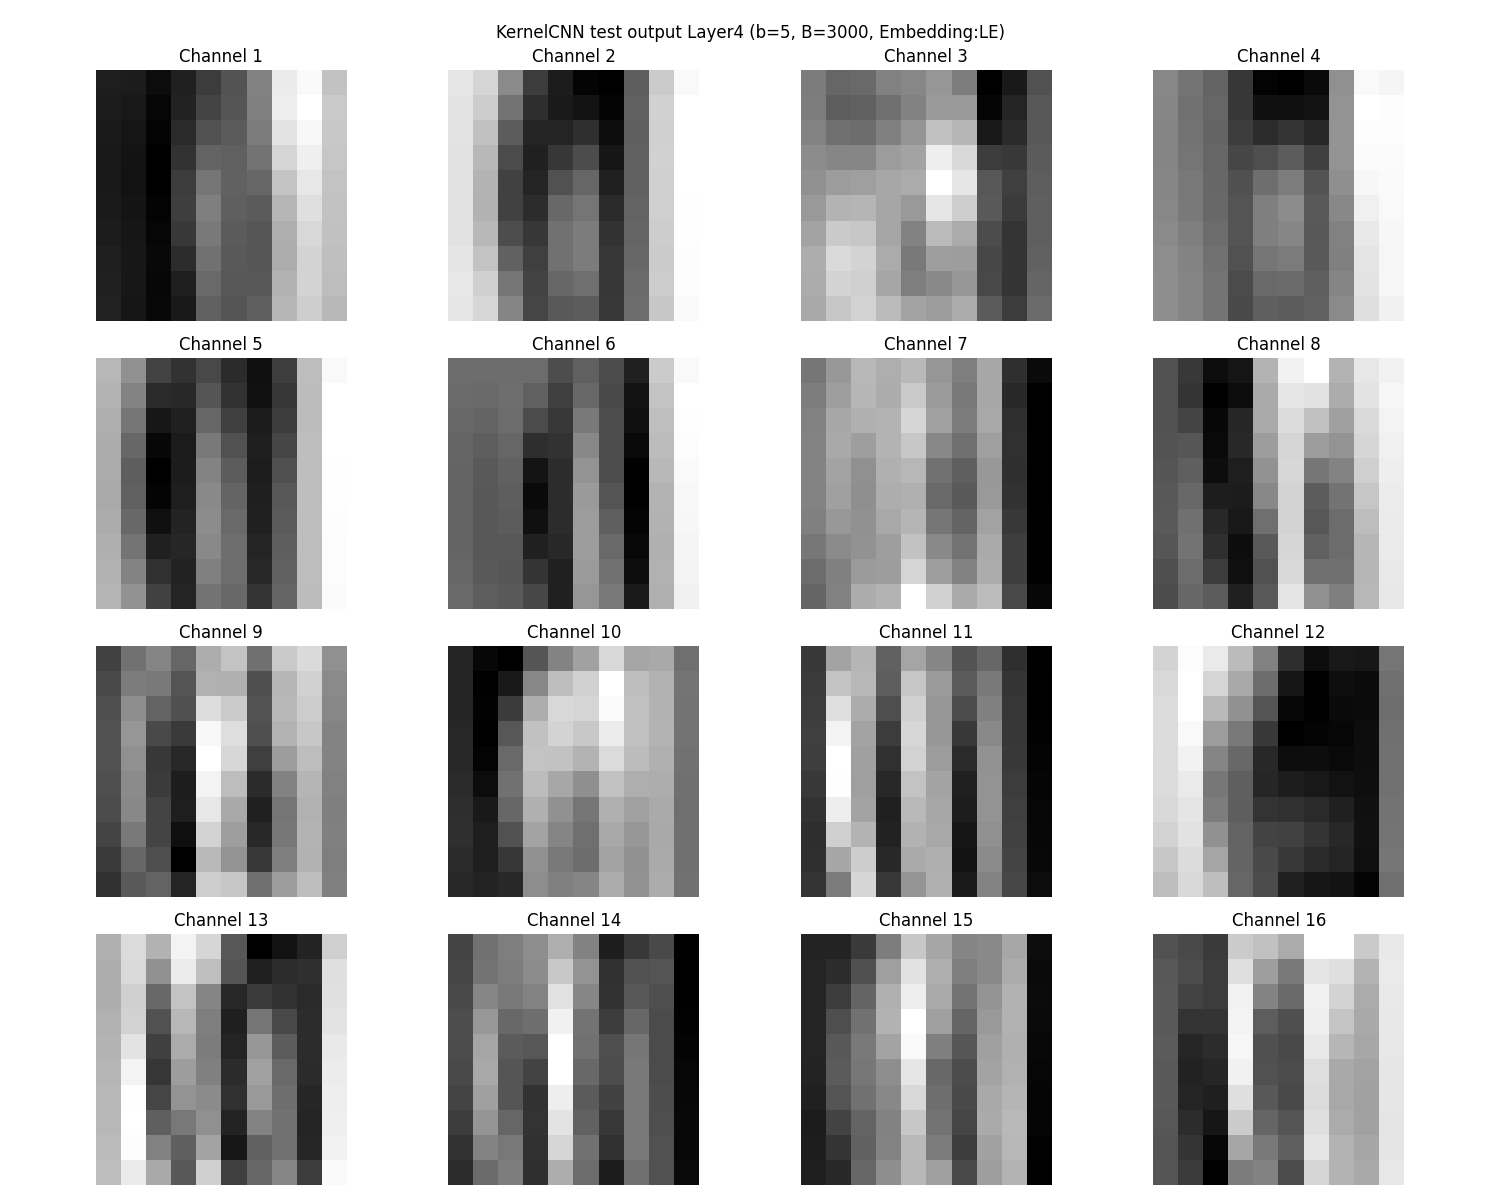 KernelCNN test output Layer4 (b=5, B=3000, Embedding:LE)
Channel 1 Channel 2 Channel 3 Channel 4
Channel 5 Channel 6 Channel 7 Channel 8
Channel 9 Channel 10 Channel 11 Channel 12
Channel 13 Channel 14 Channel 15 Channel 16